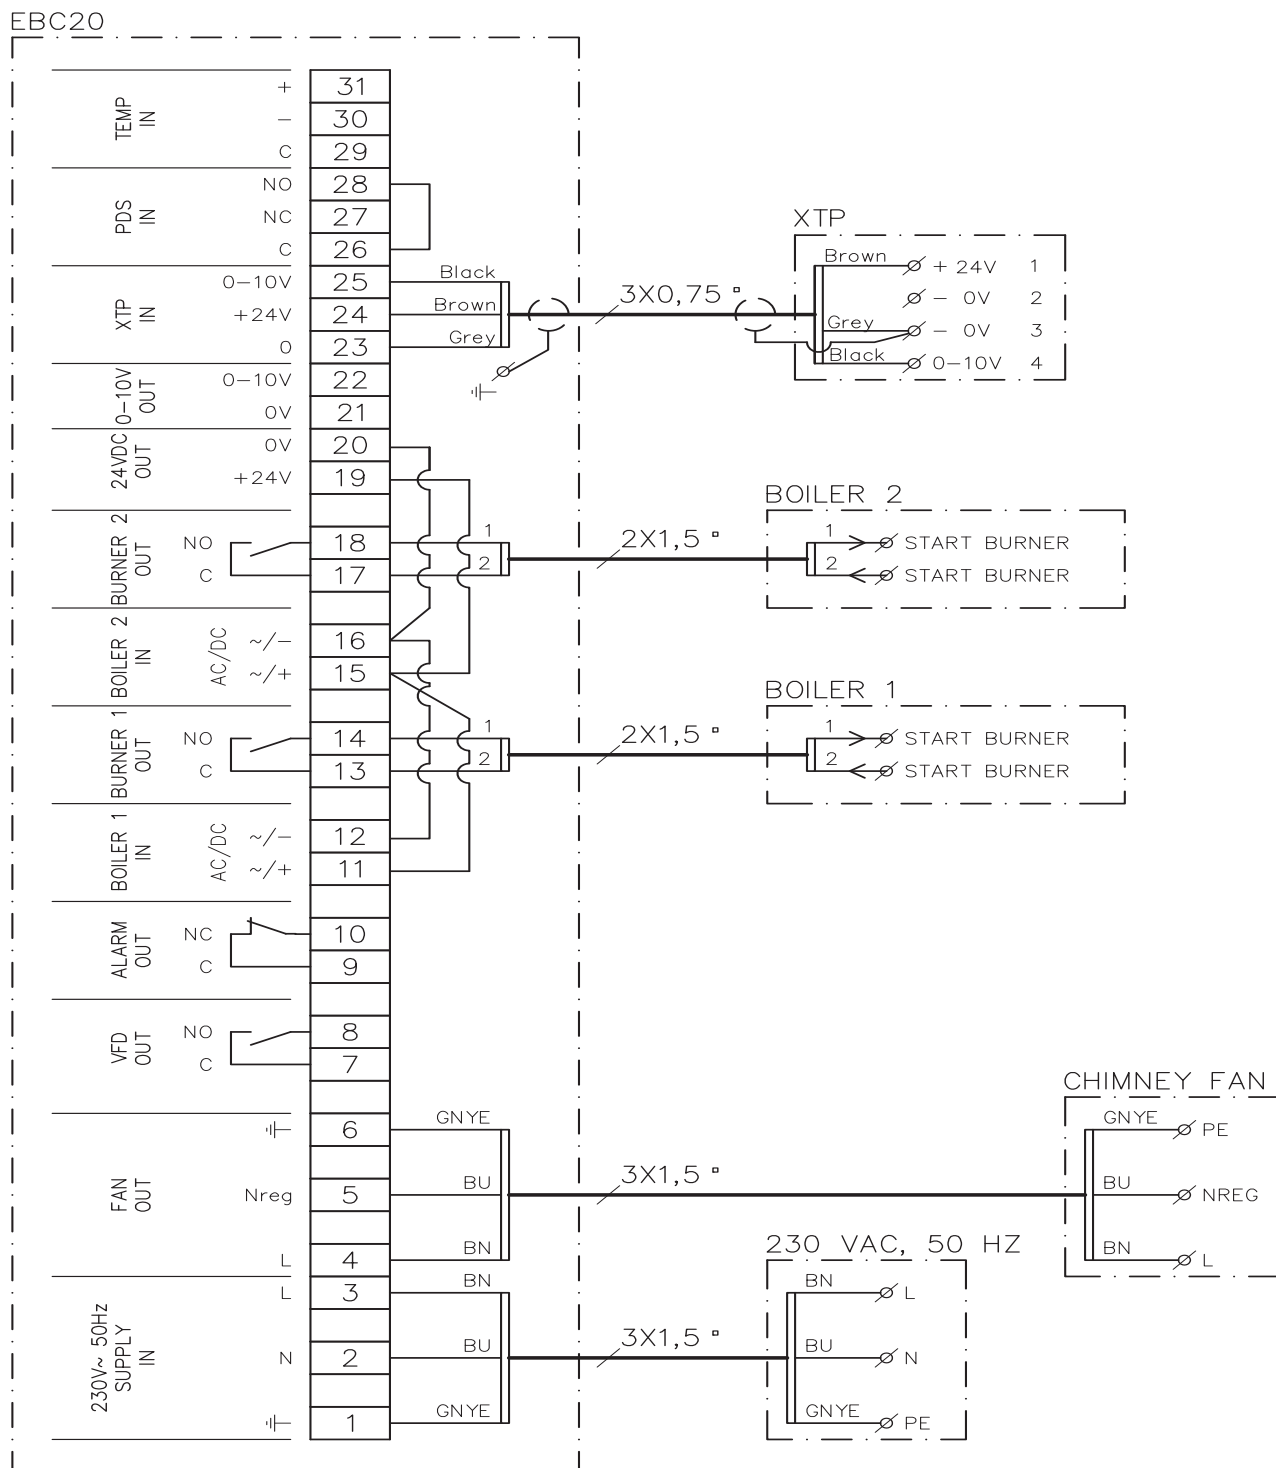 EBC20
TEMP
IN
+ 31
− 30
C 29
PDS
IN
NO 28
NC 27
C 26
XTP
IN
0−10V 25 Black
+24V 24 Brown
0 23 Grey
3X0,75 ▫
XTP
Brown + 24V 1
− 0V 2
Grey − 0V 3
Black 0−10V 4
0−10V
OUT
0−10V 22
0V 21
24VDC
OUT
0V 20
+24V 19
BURNER 2
OUT
NO 18 1
C 17 2
2X1,5 ▫
BOILER 2
1 START BURNER
2 START BURNER
BOILER 2
IN
AC/DC
~/− 16
~/+ 15
BURNER 1
OUT
NO 14 1
C 13 2
2X1,5 ▫
BOILER 1
1 START BURNER
2 START BURNER
BOILER 1
IN
AC/DC
~/− 12
~/+ 11
ALARM
OUT
NC 10
C 9
VFD
OUT
NO 8
C 7
FAN
OUT
6 GNYE
Nreg 5 BU
L 4 BN
3X1,5 ▫
CHIMNEY FAN
GNYE PE
BU NREG
BN L
230V~ 50Hz
SUPPLY
IN
L 3 BN
N 2 BU
1 GNYE
3X1,5 ▫
230 VAC, 50 HZ
BN L
BU N
GNYE PE